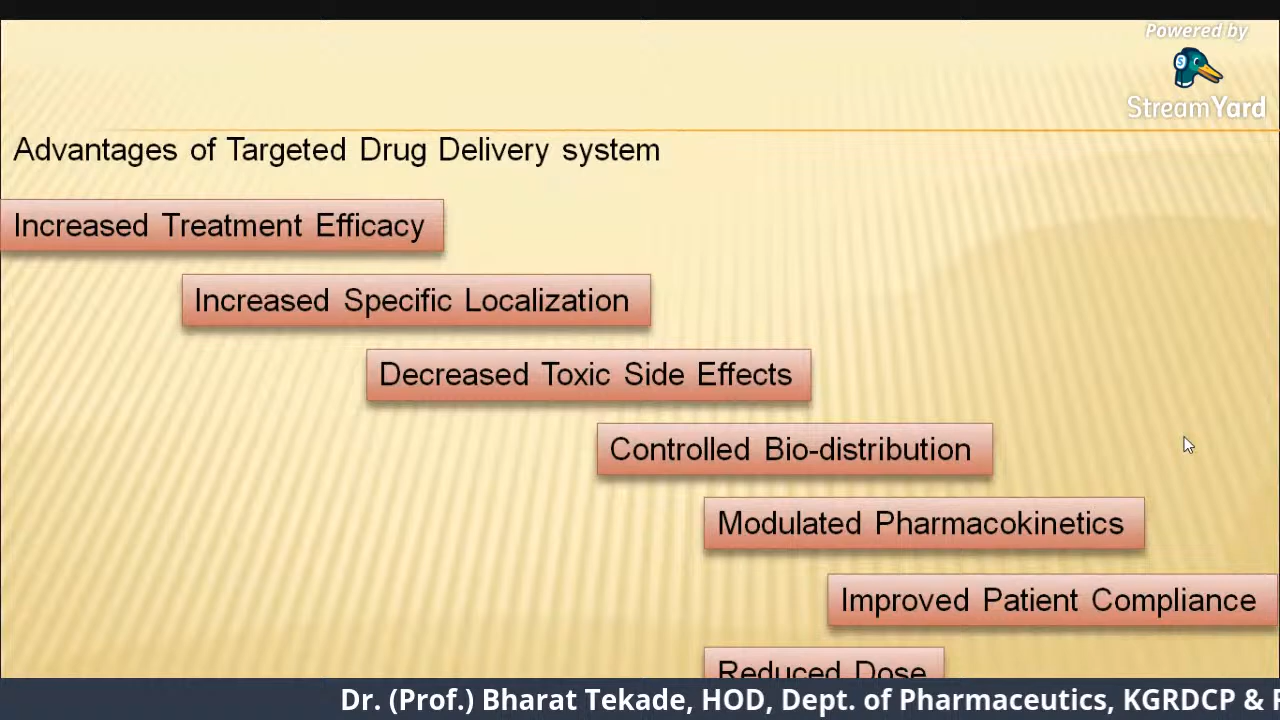 Powered by
StreamYard
Advantages of Targeted Drug Delivery system
Increased Treatment Efficacy
Increased Specific Localization
Decreased Toxic Side Effects
Controlled Bio-distribution
Modulated Pharmacokinetics
Improved Patient Compliance
Reduced Dose
Dr. (Prof.) Bharat Tekade, HOD, Dept. of Pharmaceutics, KGRDCP &